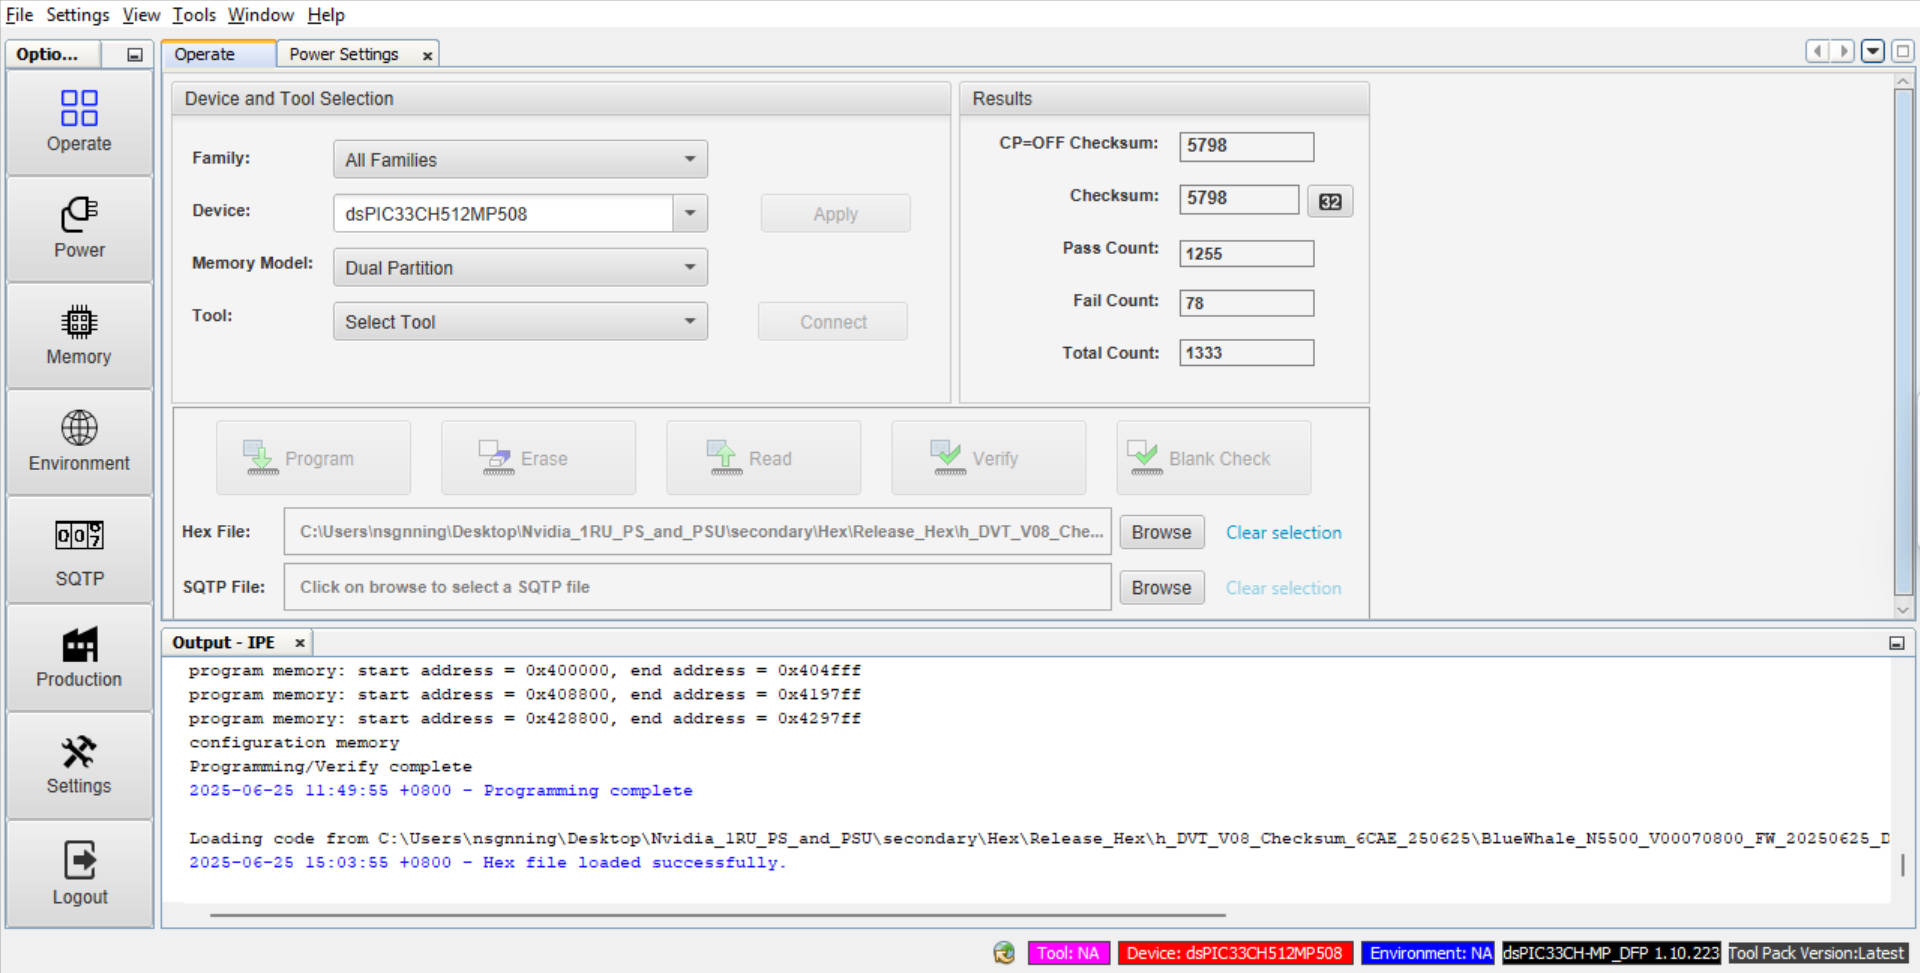 File Settings View Tools Window Help
Optio...
Operate
Power Settings
Operate
Power
Memory
Environment
SQTP
Production
Settings
Logout
Device and Tool Selection
Family: All Families
Device: dsPIC33CH512MP508 Apply
Memory Model: Dual Partition
Tool: Select Tool Connect
Results
CP=OFF Checksum: 5798
Checksum: 5798 32
Pass Count: 1255
Fail Count: 78
Total Count: 1333
Program Erase Read Verify Blank Check
Hex File: C:\Users\nsgnning\Desktop\Nvidia_1RU_PS_and_PSU\secondary\Hex\Release_Hex\h_DVT_V08_Che... Browse Clear selection
SQTP File: Click on browse to select a SQTP file Browse Clear selection
Output - IPE
program memory: start address = 0x400000, end address = 0x404fff
program memory: start address = 0x408800, end address = 0x4197ff
program memory: start address = 0x428800, end address = 0x4297ff
configuration memory
Programming/Verify complete
2025-06-25 11:49:55 +0800 - Programming complete
Loading code from C:\Users\nsgnning\Desktop\Nvidia_1RU_PS_and_PSU\secondary\Hex\Release_Hex\h_DVT_V08_Checksum_6CAE_250625\BlueWhale_N5500_V00070800_FW_20250625_D
2025-06-25 15:03:55 +0800 - Hex file loaded successfully.
Tool: NA Device: dsPIC33CH512MP508 Environment: NA dsPIC33CH-MP_DFP 1.10.223 Tool Pack Version:Latest